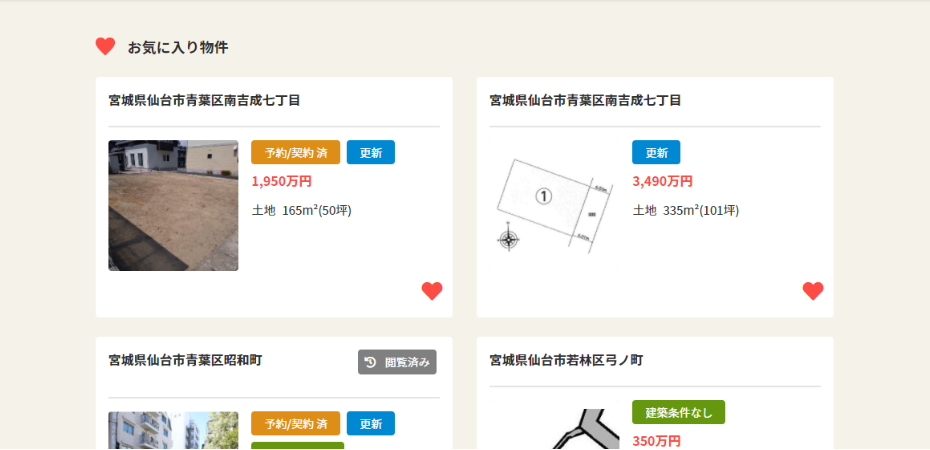 お気に入り物件
宮城県仙台市青葉区南吉成七丁目
予約/契約 済 更新
1,950万円
土地 165m²(50坪)
宮城県仙台市青葉区南吉成七丁目
①
更新
3,490万円
土地 335m²(101坪)
宮城県仙台市青葉区昭和町
閲覧済み
予約/契約 済 更新
宮城県仙台市若林区弓ノ町
建築条件なし
350万円